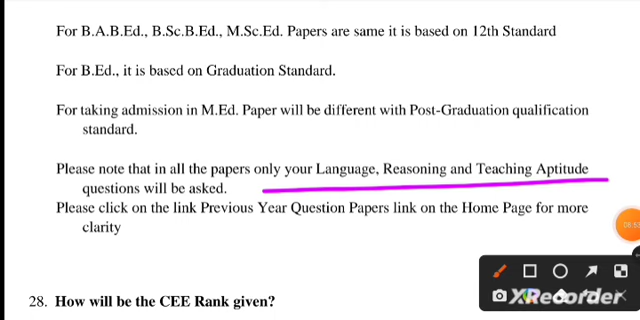 For B.A.B.Ed., B.Sc.B.Ed., M.Sc.Ed. Papers are same it is based on 12th Standard
For B.Ed., it is based on Graduation Standard.
For taking admission in M.Ed. Paper will be different with Post-Graduation qualification
standard.
Please note that in all the papers only your Language, Reasoning and Teaching Aptitude
questions will be asked.
Please click on the link Previous Year Question Papers link on the Home Page for more
clarity
28. How will be the CEE Rank given?
XRecorder